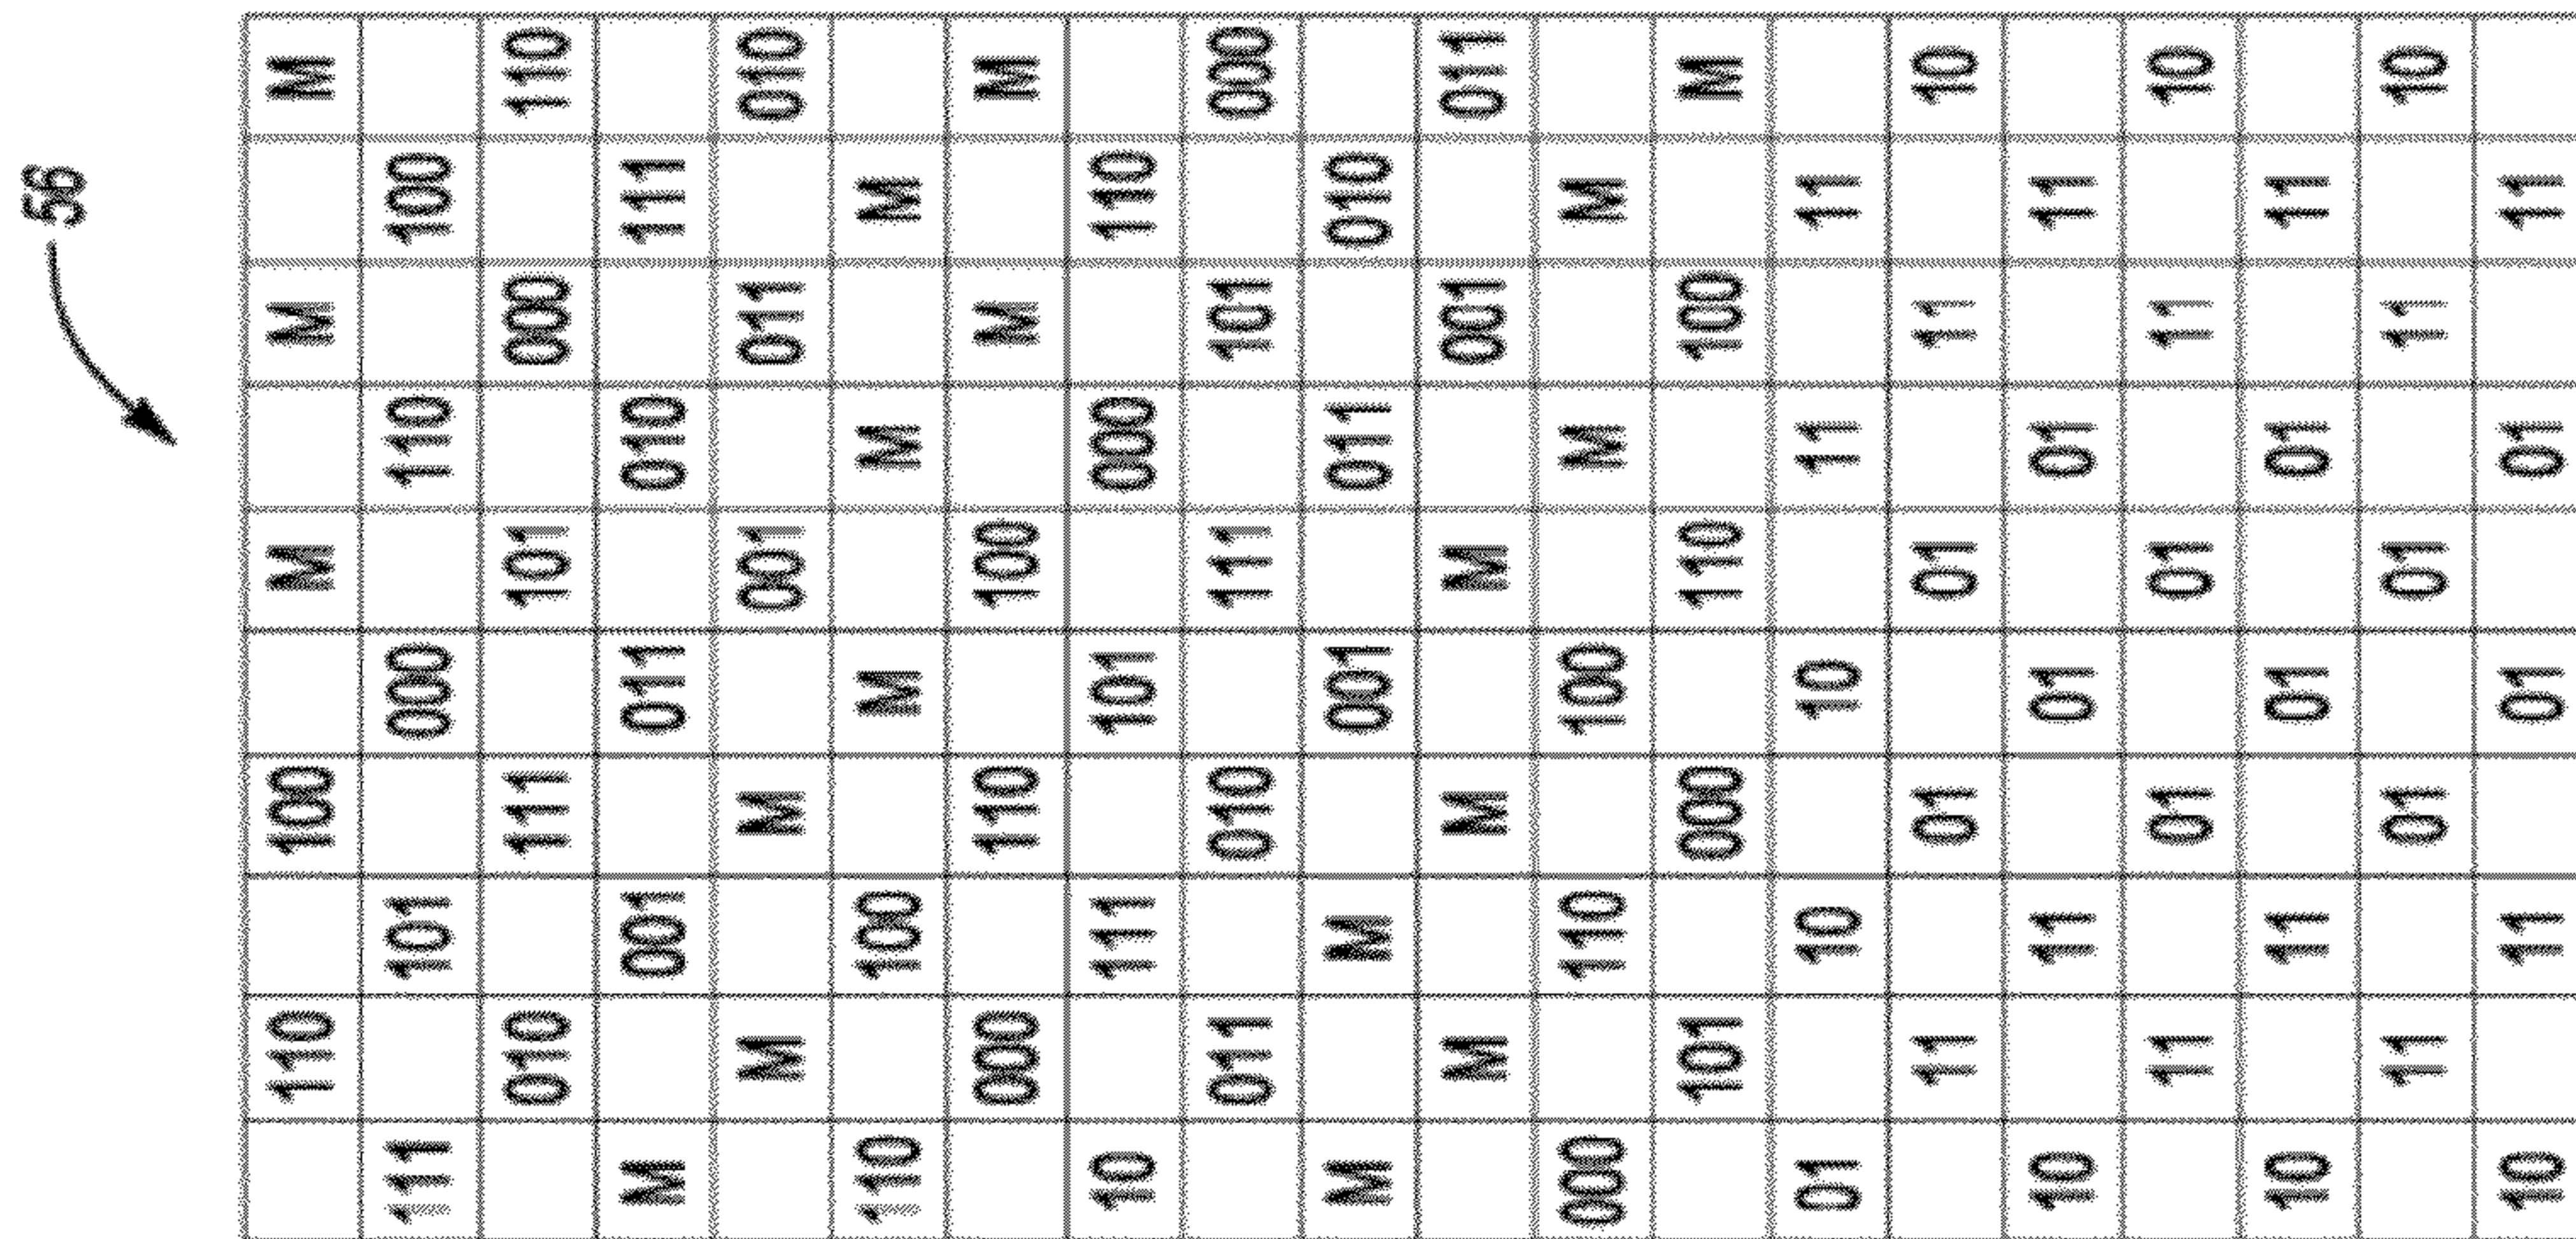 56
110 100 M M M
111 101 000 110 100
010 111 101 000 110
M 001 011 010 111
M M 001 011 010
110 100 M M M
000 110 100 M M
10 111 101 000 110
011 010 111 101 000
M M 001 011 010
M M M 001 011
000 110 100 M M
101 000 110 100 M
01 10 10 11 11
11 01 01 11 10
10 11 01 01 11
11 01 01 11 10
10 11 01 01 11
11 01 01 11 10
10 11 01 01 11